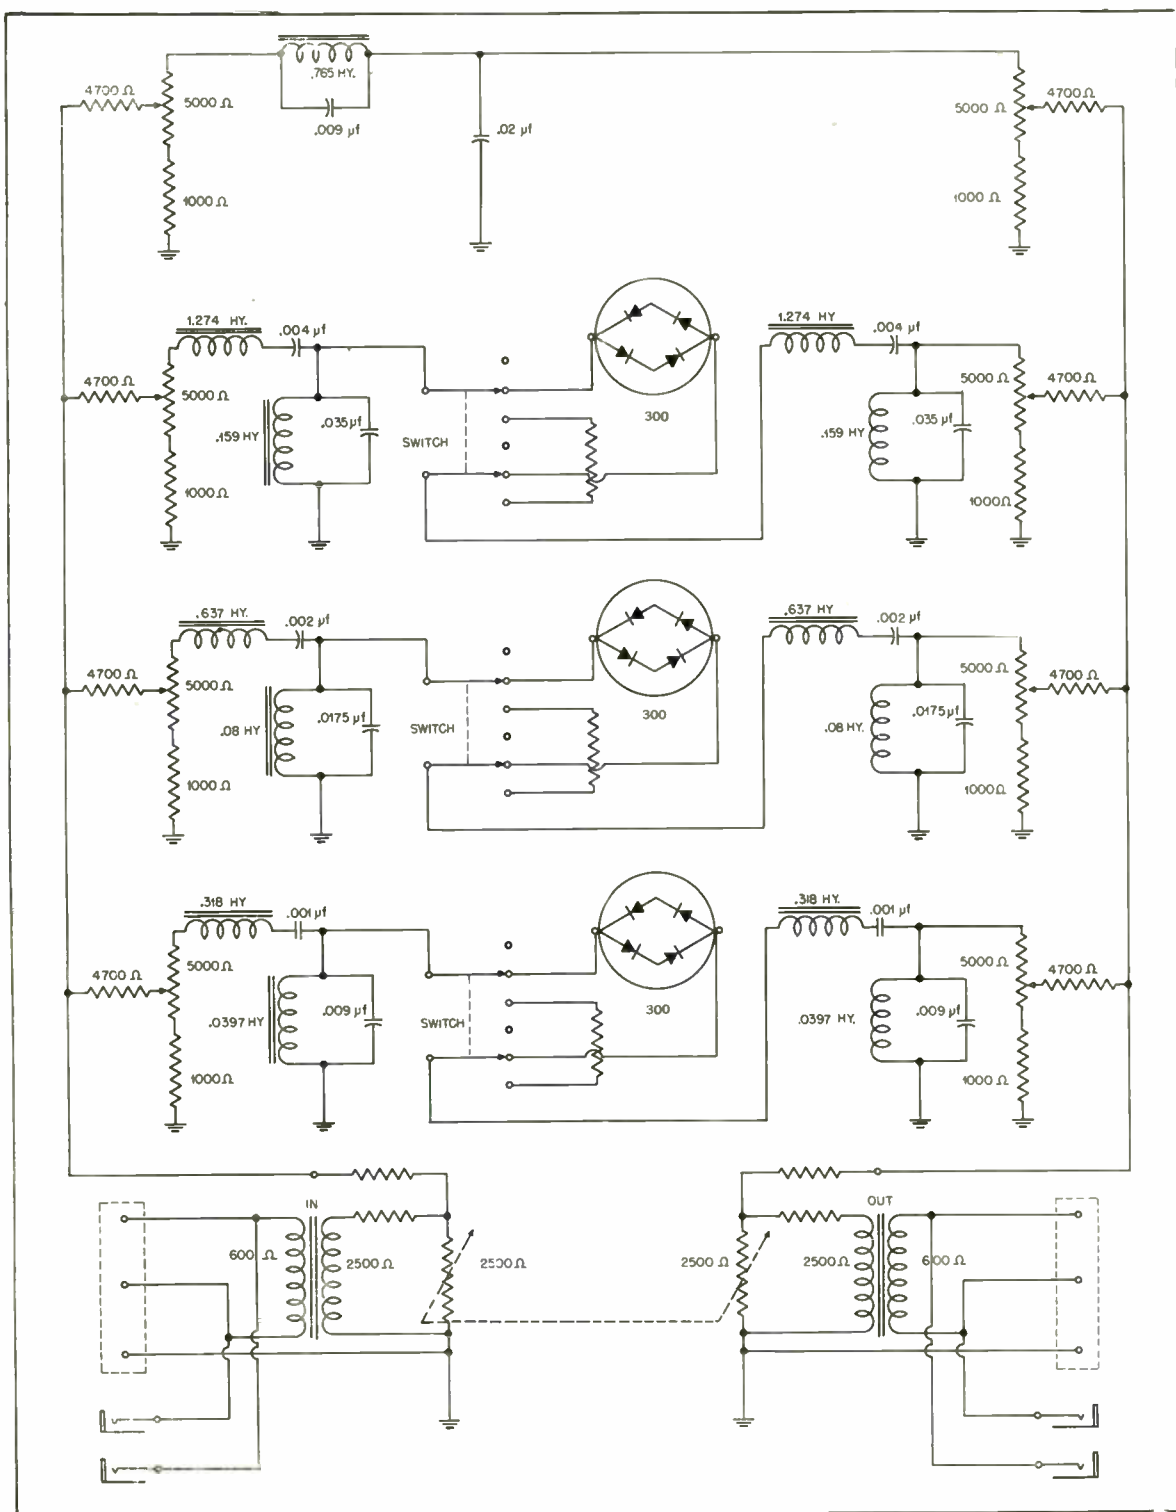 .765 HY.
4700 Ω
5000 Ω
.009 µf
.02 µf
1000 Ω
5000 Ω
4700 Ω
1000 Ω
1.274 HY.
.004 µf
4700 Ω
5000 Ω
.159 HY
.035 µf
1000 Ω
SWITCH
300
1.274 HY
.004 µf
5000 Ω
4700 Ω
.159 HY
.035 µf
1000 Ω
.637 HY.
.002 µf
4700 Ω
5000 Ω
.08 HY
.0175 µf
1000 Ω
SWITCH
300
.637 HY
.002 µf
5000 Ω
4700 Ω
.08 HY.
.0175 µf
1000 Ω
.318 HY
.001 µf
4700 Ω
5000 Ω
.0397 HY
.009 µf
1000 Ω
SWITCH
300
.318 HY.
.001 µf
5000 Ω
4700 Ω
.0397 HY.
.009 µf
1000 Ω
IN
600 Ω
2500 Ω
2500 Ω
OUT
2500 Ω
2500 Ω
600 Ω